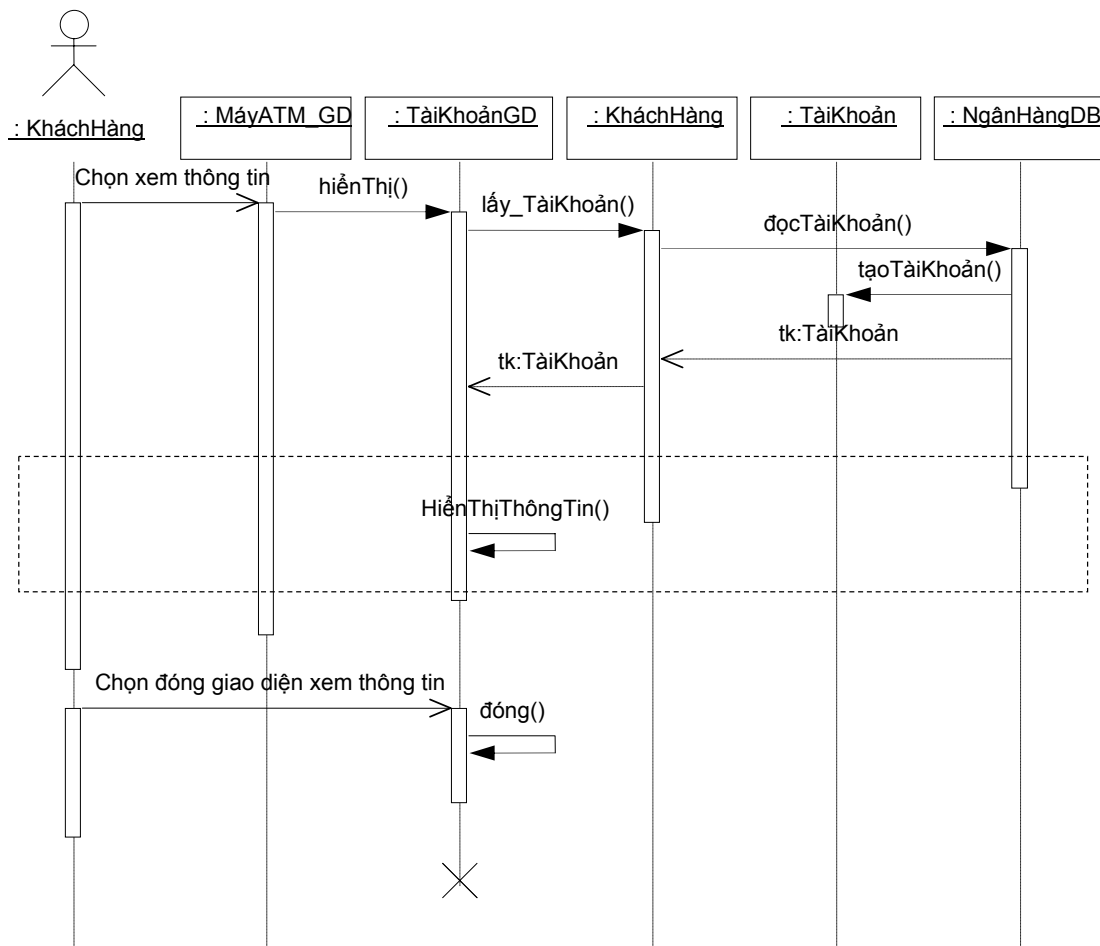 : KháchHàng
: MáyATM_GD
: TàiKhoảnGD
: KháchHàng
: TàiKhoản
: NgânHàngDB
Chọn xem thông tin
hiểnThị()
lấy_TàiKhoản()
đọcTàiKhoản()
tạoTàiKhoản()
tk:TàiKhoản
tk:TàiKhoản
HiểnThịThôngTin()
Chọn đóng giao diện xem thông tin
đóng()